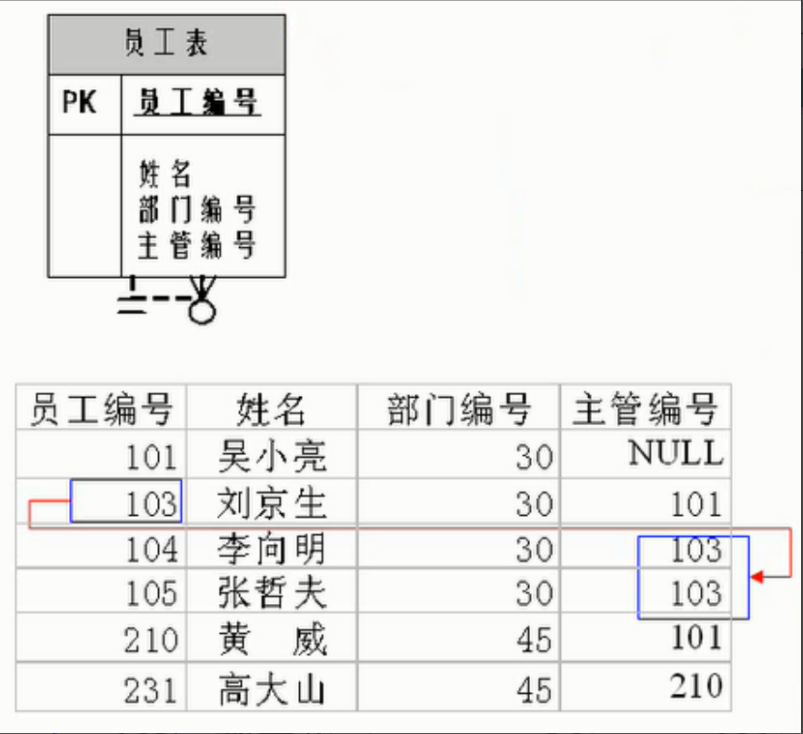 员工表
PK 员工编号
姓名
部门编号
主管编号
员工编号 姓名 部门编号 主管编号
101 吴小亮 30 NULL
103 刘京生 30 101
104 李向明 30 103
105 张哲夫 30 103
210 黄 威 45 101
231 高大山 45 210